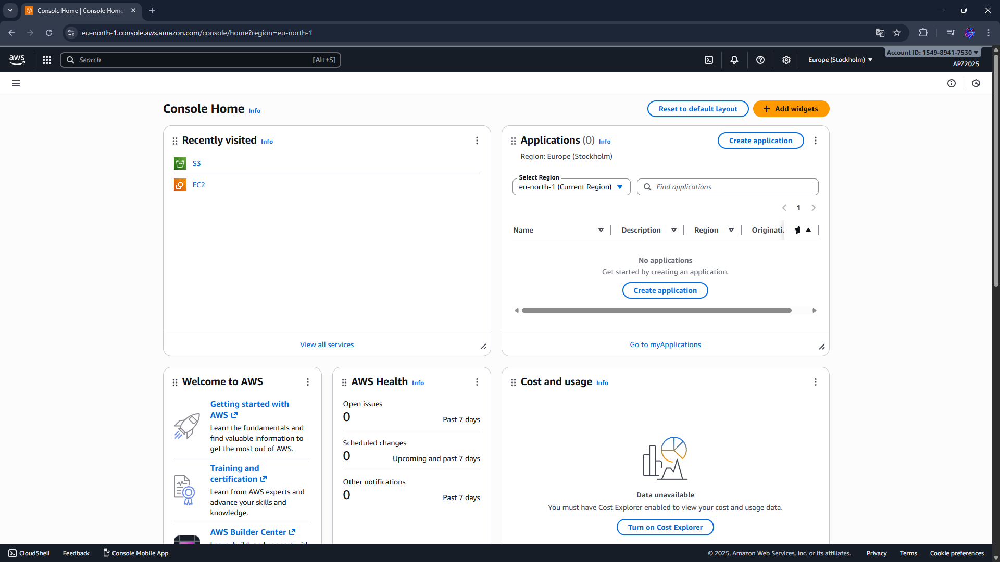 Console Home | Console Home
eu-north-1.console.aws.amazon.com/console/home?region=eu-north-1
aws
Search
[Alt+S]
Europe (Stockholm)
Account ID: 1549-8941-7530
APZ2025
Console Home Info
Reset to default layout
Add widgets
Recently visited Info
S3
EC2
View all services
Applications (0) Info
Create application
Region: Europe (Stockholm)
Select Region
eu-north-1 (Current Region)
Find applications
1
Name Description Region Originati.
No applications
Get started by creating an application.
Create application
Go to myApplications
Welcome to AWS
Getting started with
AWS
Learn the fundamentals and
find valuable information to
get the most out of AWS.
Training and
certification
Learn from AWS experts and
advance your skills and
knowledge.
AWS Builder Center
AWS Health Info
Open issues
0
Past 7 days
Scheduled changes
0
Upcoming and past 7 days
Other notifications
0
Past 7 days
Cost and usage Info
Data unavailable
You must have Cost Explorer enabled to view your cost and usage data.
Turn on Cost Explorer
CloudShell
Feedback
Console Mobile App
© 2025, Amazon Web Services, Inc. or its affiliates.
Privacy
Terms
Cookie preferences